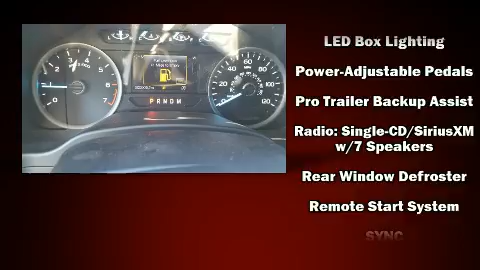 LED Box Lighting
Power-Adjustable Pedals
Pro Trailer Backup Assist
Radio: Single-CD/SiriusXM
w/7 Speakers
Rear Window Defroster
Remote Start System
SYNC
P R N D M